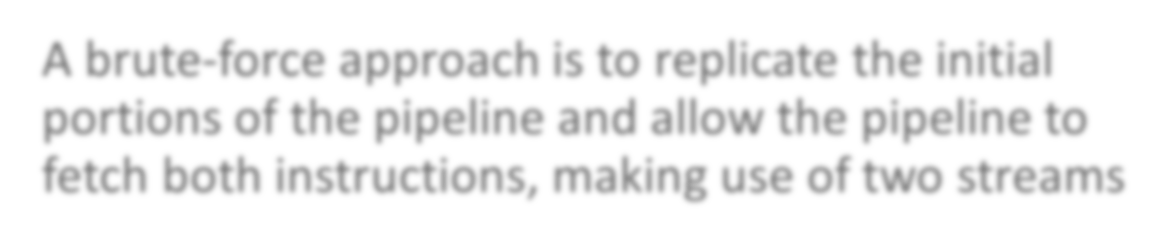 A brute-force approach is to replicate the initial
portions of the pipeline and allow the pipeline to
fetch both instructions, making use of two streams